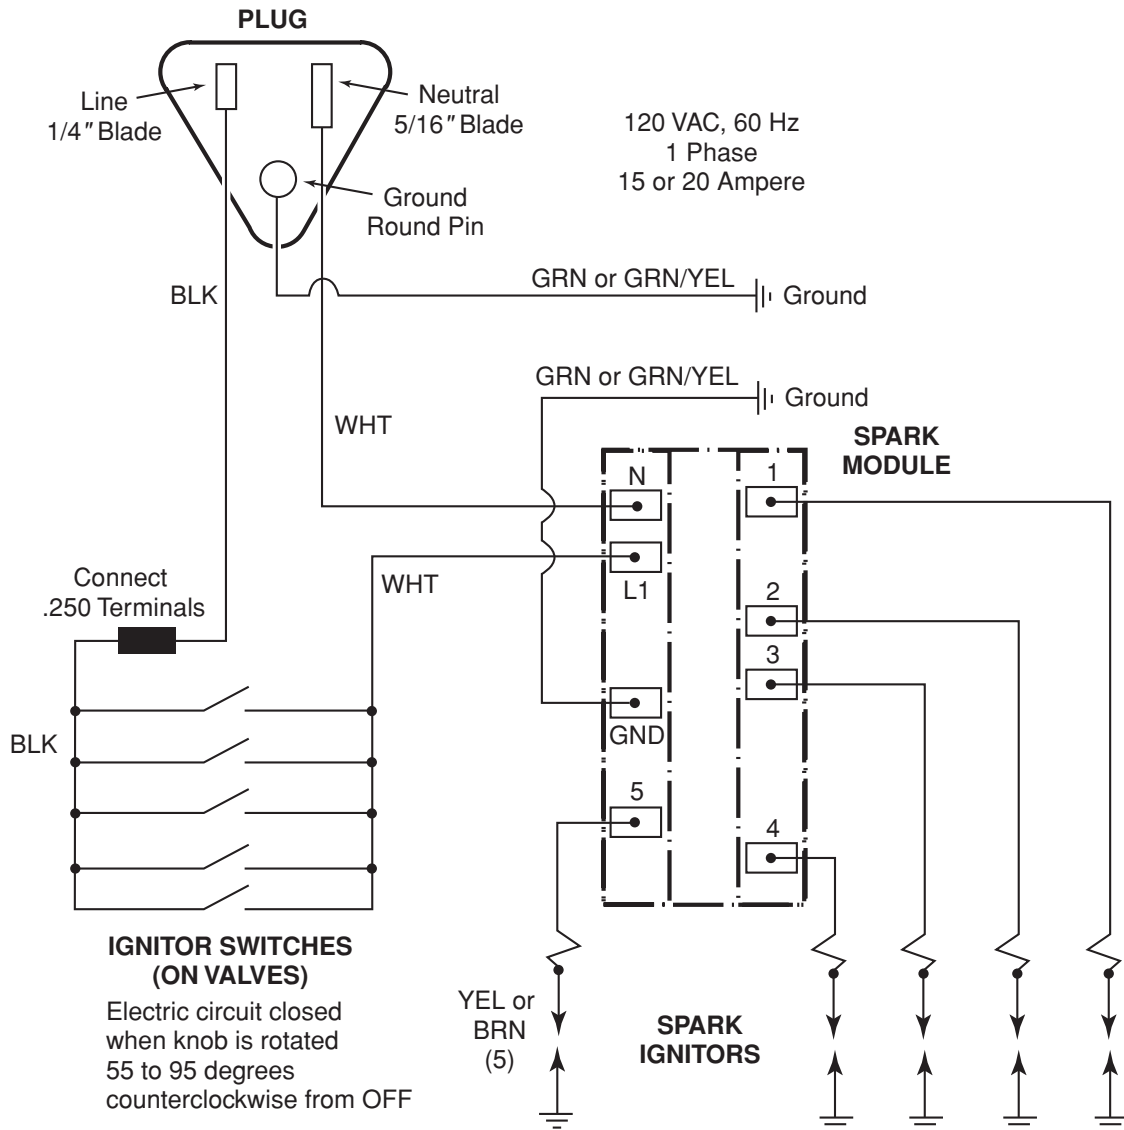 PLUG
Line
1/4" Blade
Neutral
5/16" Blade
120 VAC, 60 Hz
1 Phase
15 or 20 Ampere
Ground
Round Pin
BLK
GRN or GRN/YEL
Ground
GRN or GRN/YEL
Ground
WHT
SPARK
MODULE
N
1
L1
WHT
Connect
.250 Terminals
2
3
BLK
GND
5
4
IGNITOR SWITCHES
(ON VALVES)
Electric circuit closed
when knob is rotated
55 to 95 degrees
counterclockwise from OFF
YEL or
BRN
(5)
SPARK
IGNITORS